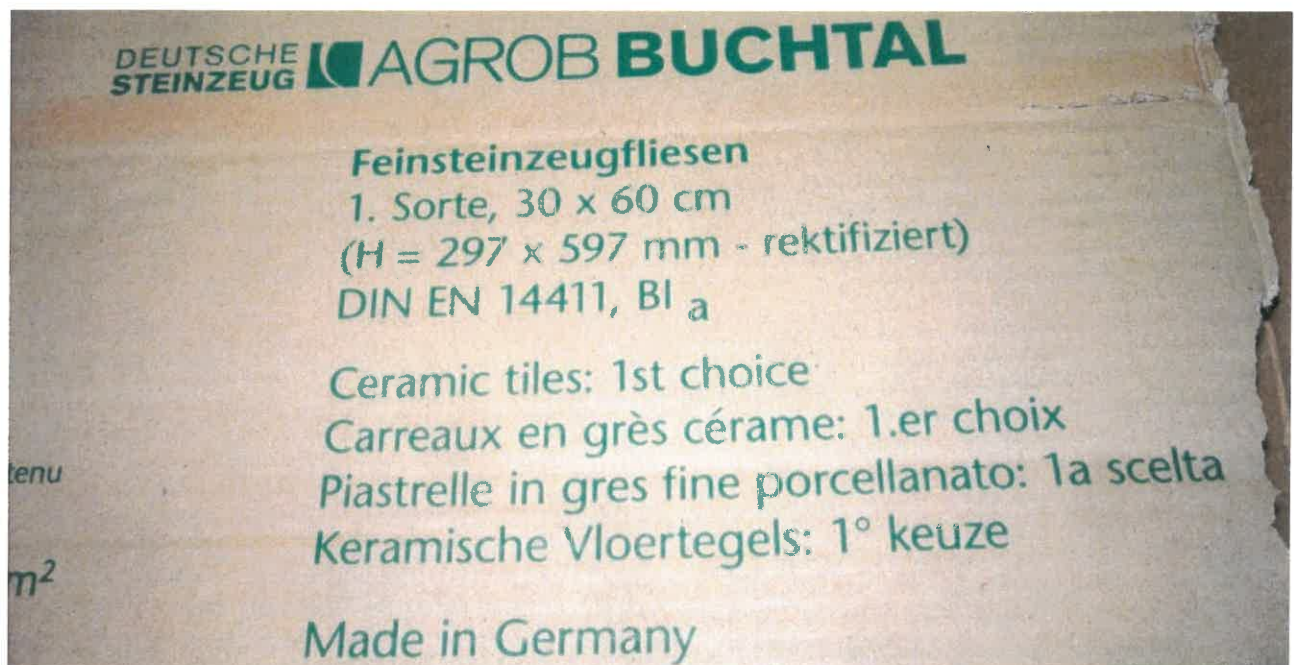 DEUTSCHE
STEINZEUG
AGROB BUCHTAL
Feinsteinzeugfliesen
1. Sorte, 30 x 60 cm
(H = 297 x 597 mm - rektifiziert)
DIN EN 14411, BI a
Ceramic tiles: 1st choice
Carreaux en grès cérame: 1.er choix
Piastrelle in gres fine porcellanato: 1a scelta
Keramische Vloertegels: 1° keuze
tenu
m²
Made in Germany